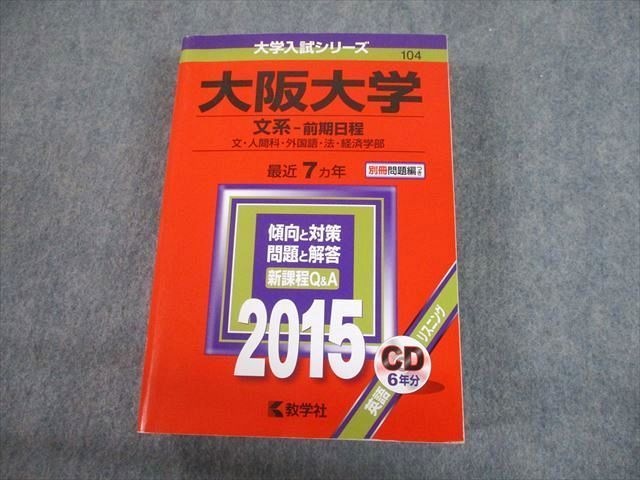 大学入試シリーズ
104
大阪大学
文系-前期日程
文・人間科・外国語・法・経済学部
最近7カ年
別冊問題編つき
傾向と対策
問題と解答
新課程Q&A
2015
英語リスニング
CD
6年分
教学社